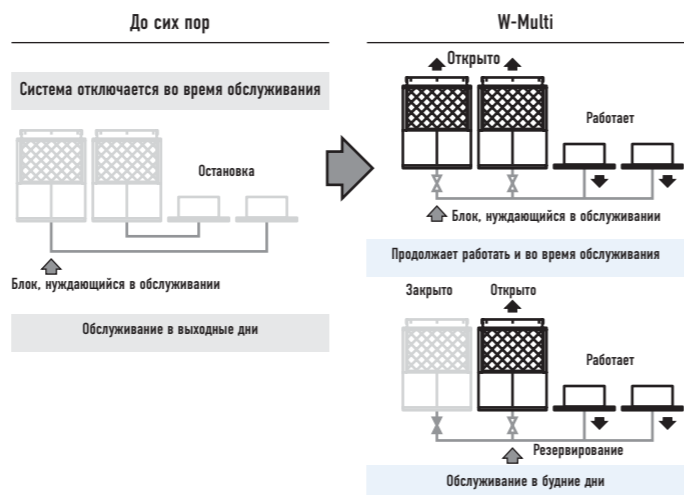 До сих пор
Система отключается во время обслуживания
Остановка
Блок, нуждающийся в обслуживании
Обслуживание в выходные дни
W-Multi
Открыто
Работает
Блок, нуждающийся в обслуживании
Продолжает работать и во время обслуживания
Закрыто
Открыто
Работает
Резервирование
Обслуживание в будние дни